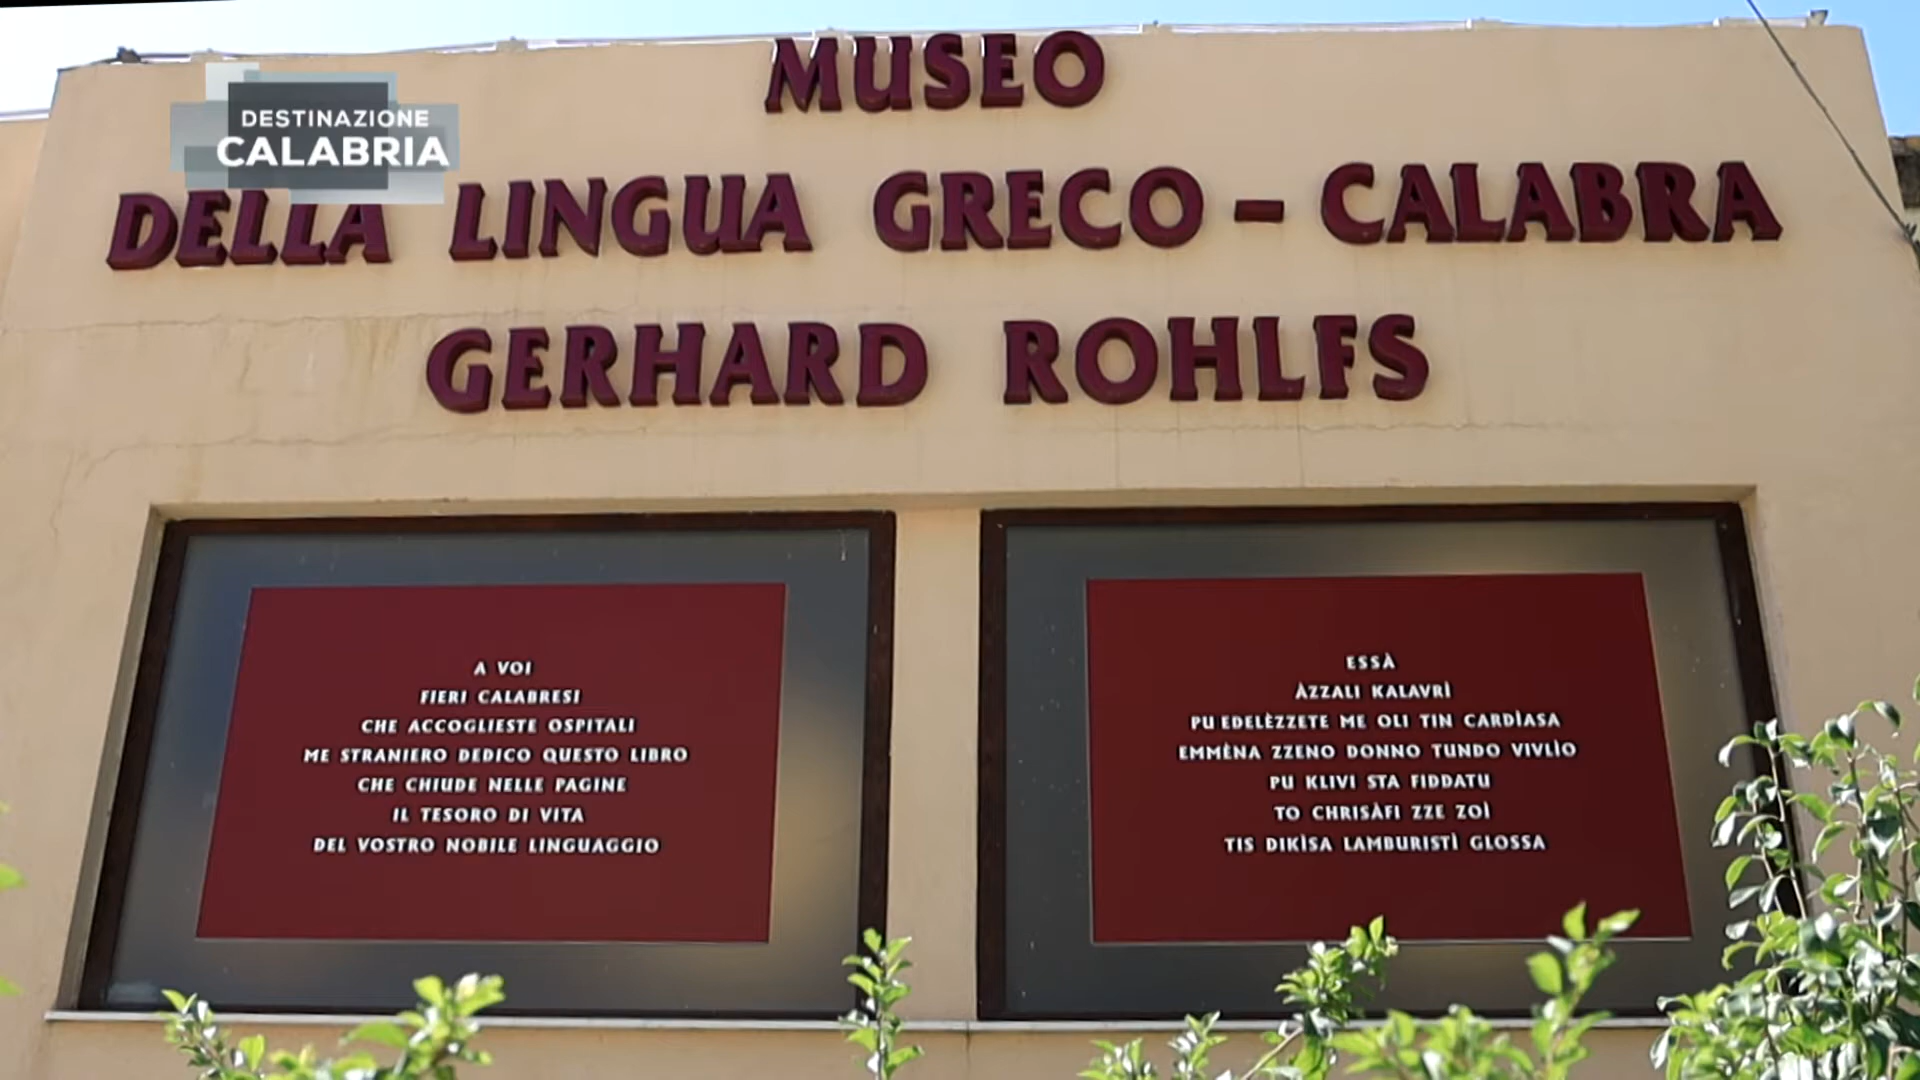 MUSEO
DESTINAZIONE
CALABRIA
DELLA LINGUA GRECO – CALABRA
GERHARD ROHLFS
A VOI
FIERI CALABRESI
CHE ACCOGLIESTE OSPITALI
ME STRANIERO DEDICO QUESTO LIBRO
CHE CHIUDE NELLE PAGINE
IL TESORO DI VITA
DEL VOSTRO NOBILE LINGUAGGIO
ESSÀ
ÀZZALI KALAVRÌ
PU EDELÈZZETE ME OLI TIN CARDÌASA
EMMÈNA ZZENO DONNO TUNDO VIVLÌO
PU KLIVI STA FIDDATU
TO CHRISÀFI ZZE ZOÌ
TIS DIKÌSA LAMBURISTÌ GLOSSA